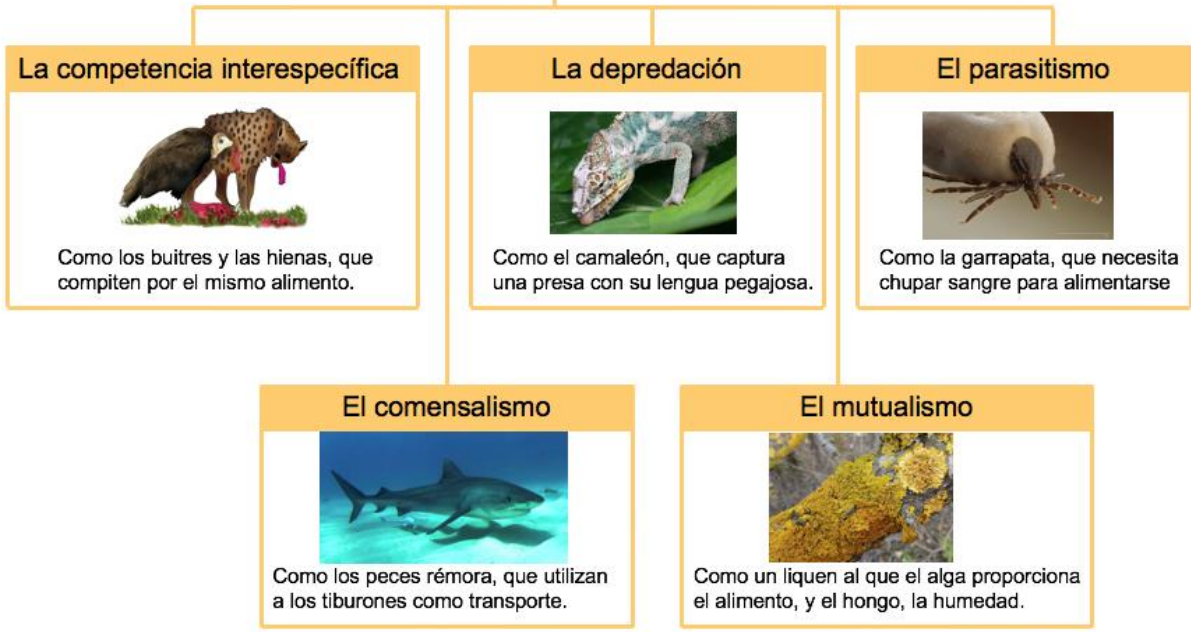 La competencia interespecífica
Como los buitres y las hienas, que
compiten por el mismo alimento.
La depredación
Como el camaleón, que captura
una presa con su lengua pegajosa.
El parasitismo
Como la garrapata, que necesita
chupar sangre para alimentarse
El comensalismo
Como los peces rémora, que utilizan
a los tiburones como transporte.
El mutualismo
Como un liquen al que el alga proporciona
el alimento, y el hongo, la humedad.